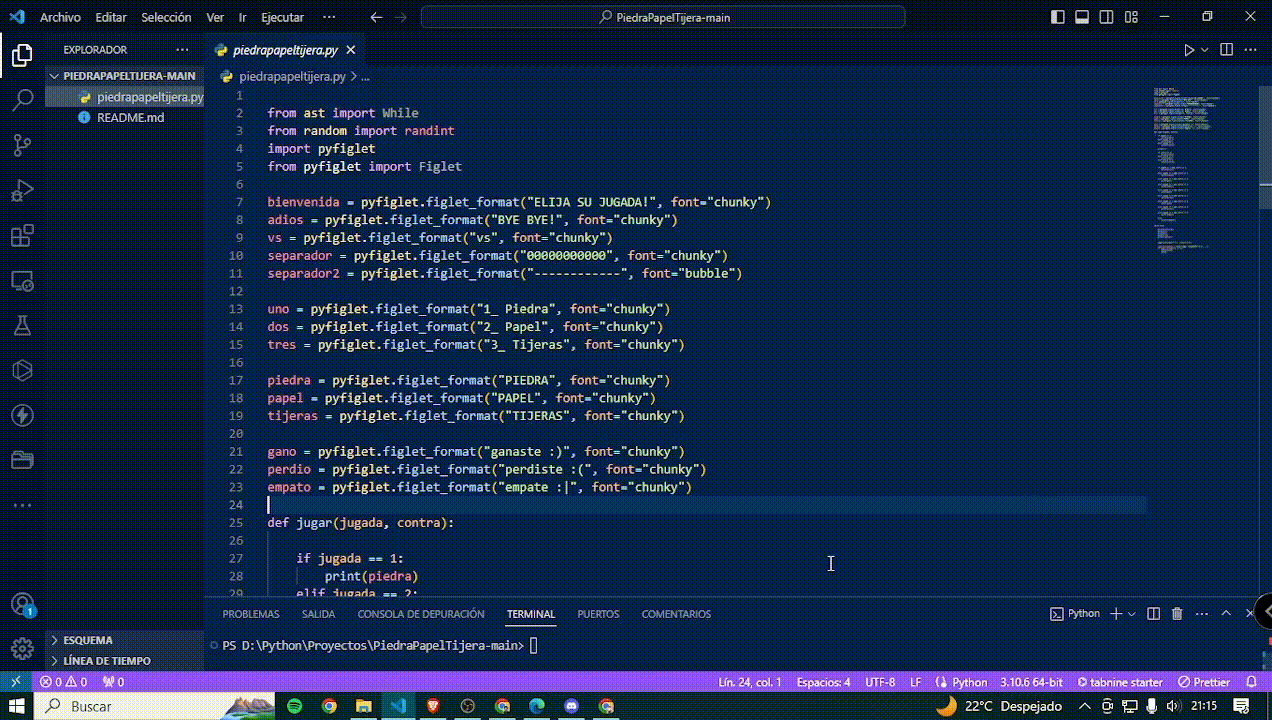 Archivo Editar Selección Ver Ir Ejecutar ··· PiedraPapelTijera-main
EXPLORADOR ···
PIEDRAPAPELTIJERA-MAIN
piedrapapeltijera.py
README.md
ESQUEMA
LÍNEA DE TIEMPO
piedrapapeltijera.py
piedrapapeltijera.py > ...
1
2 from ast import While
3 from random import randint
4 import pyfiglet
5 from pyfiglet import Figlet
6
7 bienvenida = pyfiglet.figlet_format("ELIJA SU JUGADA!", font="chunky")
8 adios = pyfiglet.figlet_format("BYE BYE!", font="chunky")
9 vs = pyfiglet.figlet_format("vs", font="chunky")
10 separador = pyfiglet.figlet_format("00000000000", font="chunky")
11 separador2 = pyfiglet.figlet_format("------------", font="bubble")
12
13 uno = pyfiglet.figlet_format("1_ Piedra", font="chunky")
14 dos = pyfiglet.figlet_format("2_ Papel", font="chunky")
15 tres = pyfiglet.figlet_format("3_ Tijeras", font="chunky")
16
17 piedra = pyfiglet.figlet_format("PIEDRA", font="chunky")
18 papel = pyfiglet.figlet_format("PAPEL", font="chunky")
19 tijeras = pyfiglet.figlet_format("TIJERAS", font="chunky")
20
21 gano = pyfiglet.figlet_format("ganaste :)", font="chunky")
22 perdio = pyfiglet.figlet_format("perdiste :(", font="chunky")
23 empato = pyfiglet.figlet_format("empate :|", font="chunky")
24
25 def jugar(jugada, contra):
26
27 if jugada == 1:
28 print(piedra)
29 elif jugada == 2:
PROBLEMAS SALIDA CONSOLA DE DEPURACIÓN TERMINAL PUERTOS COMENTARIOS Python
PS D:\Python\Proyectos\PiedraPapelTijera-main>
1
0 0 0 Lín. 24, col. 1 Espacios: 4 UTF-8 LF Python 3.10.6 64-bit tabnine starter Prettier
Buscar 22°C Despejado 21:15